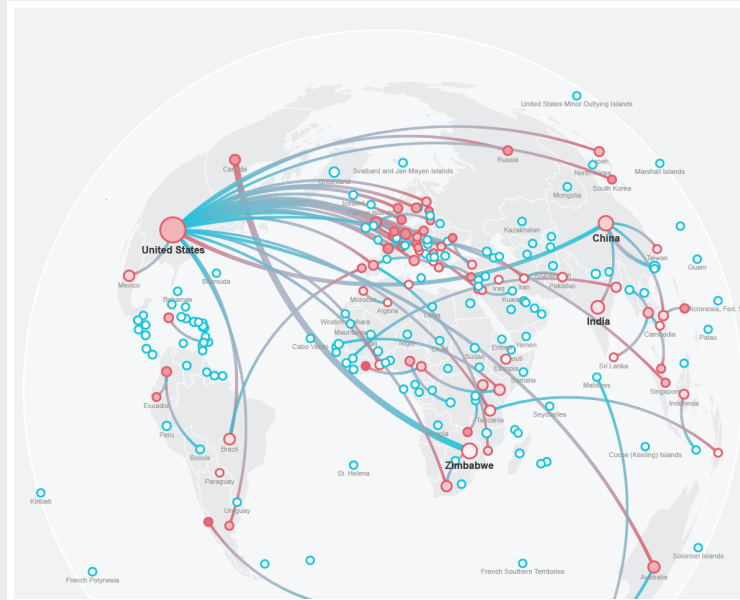 United States Minor Outlying Islands
Russia
North Korea
Svalbard and Jan Mayen Islands
Marshall Islands
Canada
Greenland
South Korea
Mongolia
Iceland
Kazakhstan
United States
China
Taiwan
Guam
Bermuda
Mexico
Iran
Iraq
Pakistan
Bahamas
Morocco
Kuwait
Algeria
Libya
Western Sahara
India
Micronesia, Fed. S
Mauritania
Cambodia
Palau
Cabo Verde
Niger
Chad
Yemen
Eritrea
Sudan
Ethiopia
Sri Lanka
Somalia
Maldives
Singapore
Ecuador
Indonesia
Seychelles
Tanzania
Peru
Brazil
Bolivia
Cocos (Keeling) Islands
Zimbabwe
St. Helena
Paraguay
Kiribati
Uruguay
Solomon Islands
French Southern Territories
Australia
French Polynesia